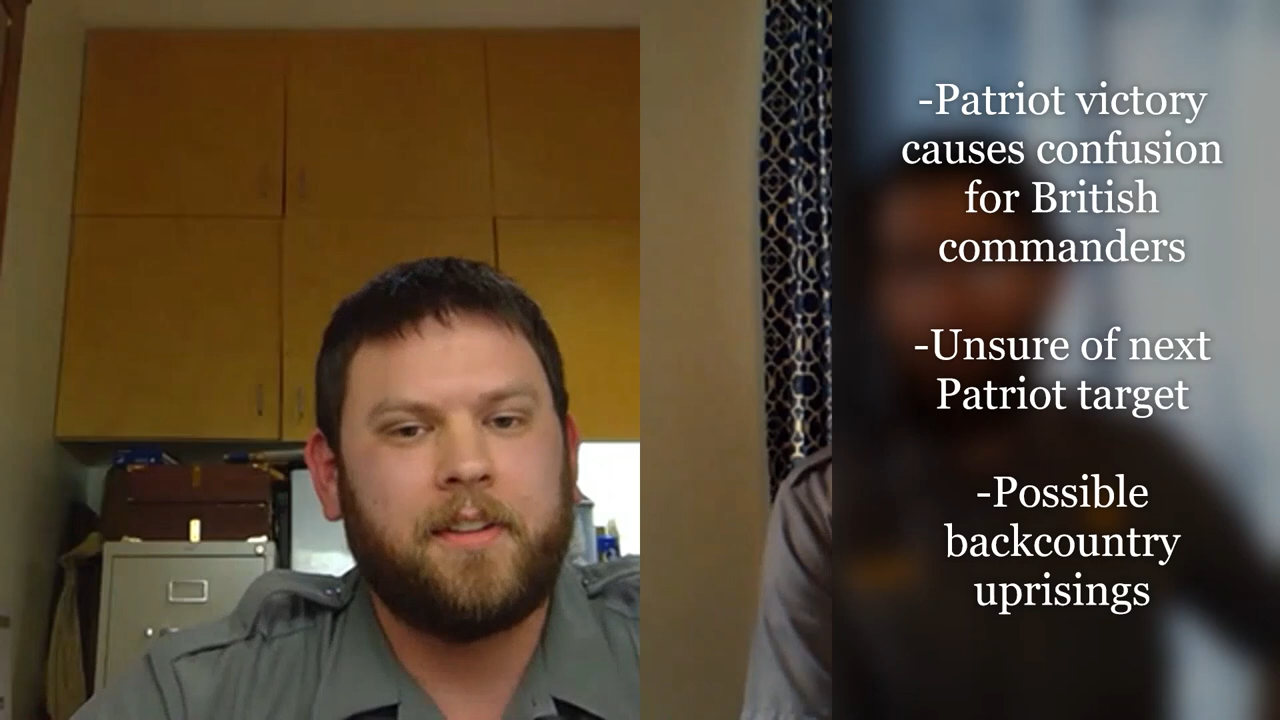 -Patriot victory
causes confusion
for British
commanders
-Unsure of next
Patriot target
-Possible
backcountry
uprisings